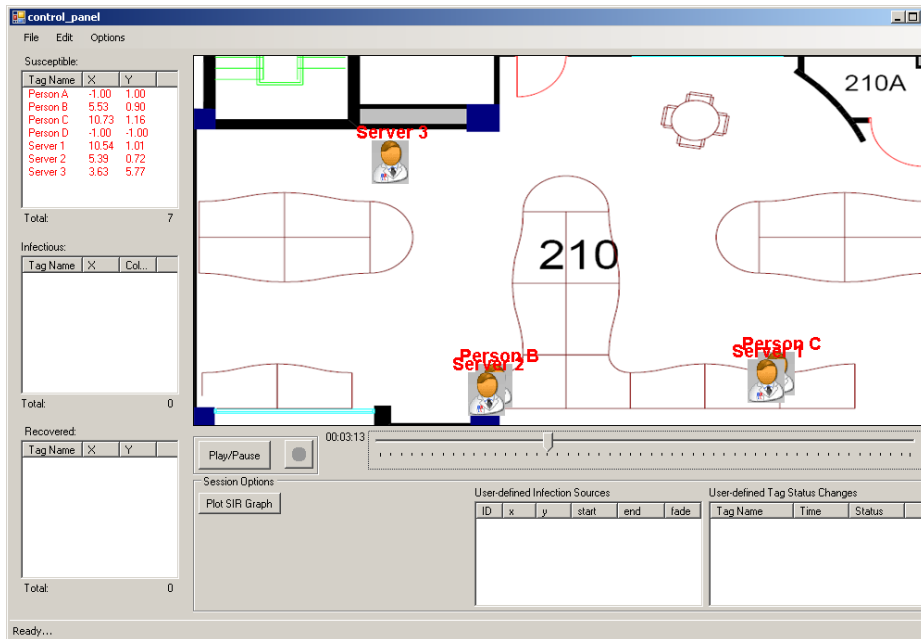 control_panel
File Edit Options
Susceptible:
Tag Name X Y
Person A -1.00 1.00
Person B 5.53 0.90
Person C 10.73 1.16
Person D -1.00 -1.00
Server 1 10.54 1.01
Server 2 5.39 0.72
Server 3 3.63 5.77
Total: 7
Infectious:
Tag Name X Col...
Total: 0
Recovered:
Tag Name X Y
Total: 0
210A
Server 3
210
Person B
Server 2
Person C
Server 1
Play/Pause
00:03:13
Session Options
Plot SIR Graph
User-defined Infection Sources
ID x y start end fade
User-defined Tag Status Changes
Tag Name Time Status
Ready...